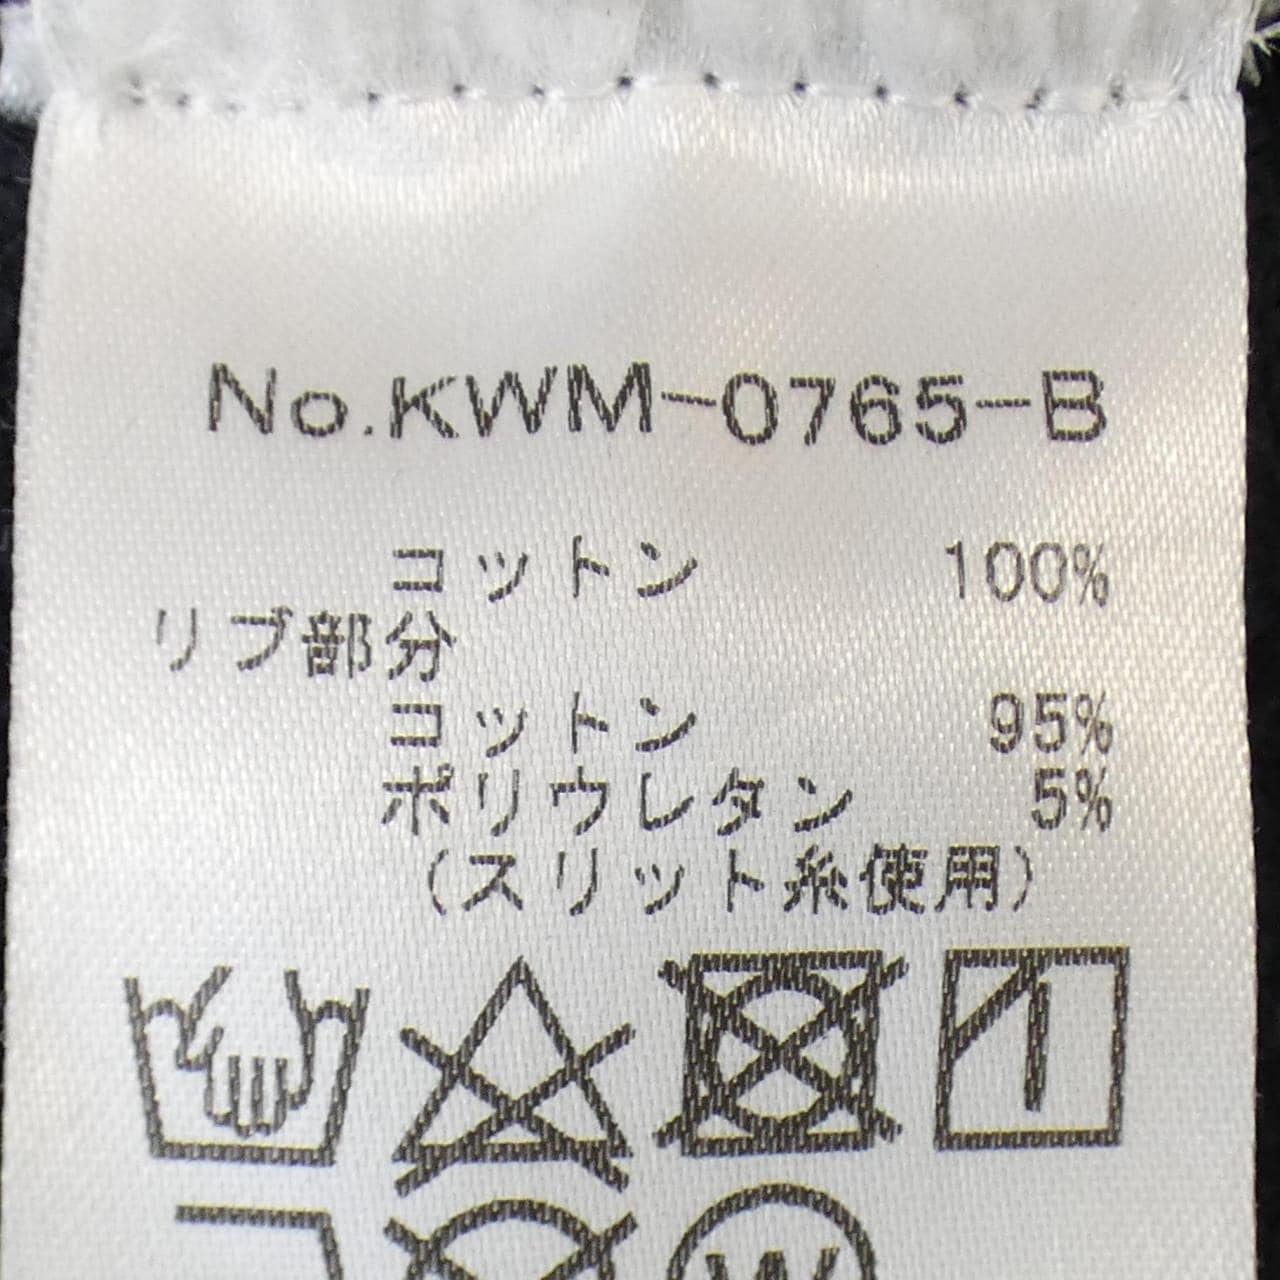 No.KWM-0765-B
コットン 100%
リブ部分
コットン 95%
ポリウレタン 5%
(スリット糸使用)
W